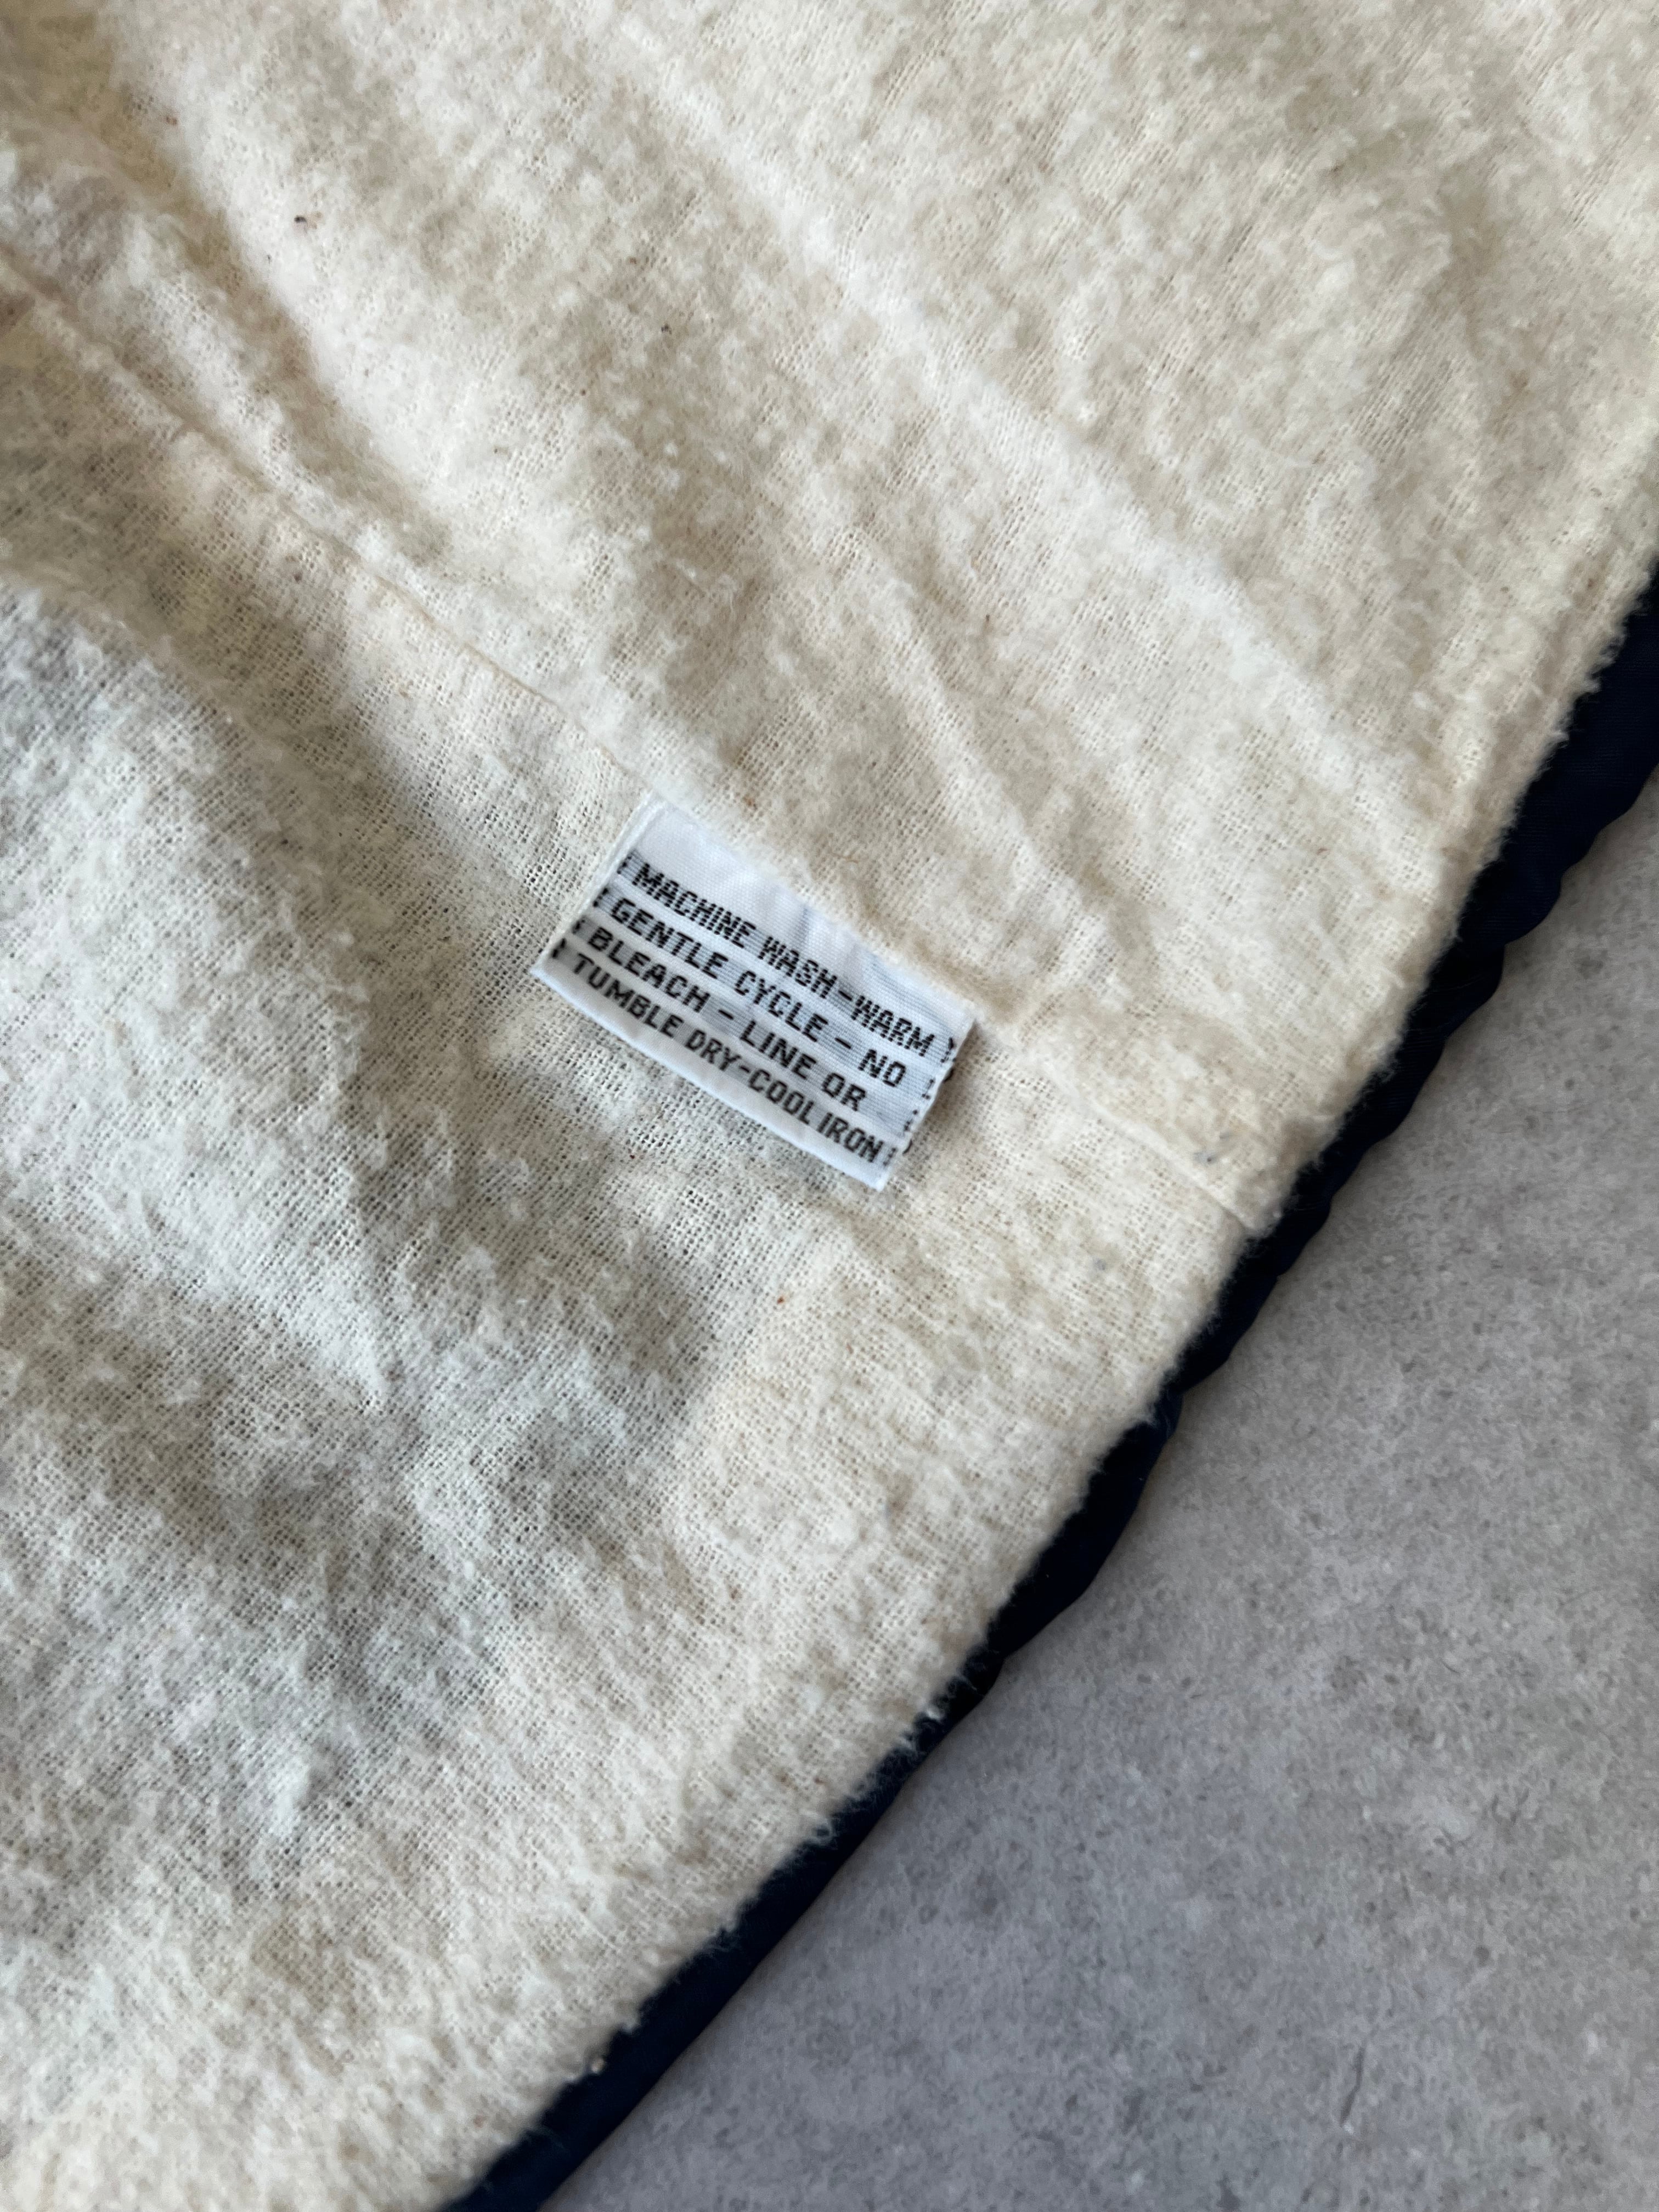 MACHINE WASH-WARM
GENTLE CYCLE - NO
BLEACH - LINE OR
TUMBLE DRY-COOL IRON